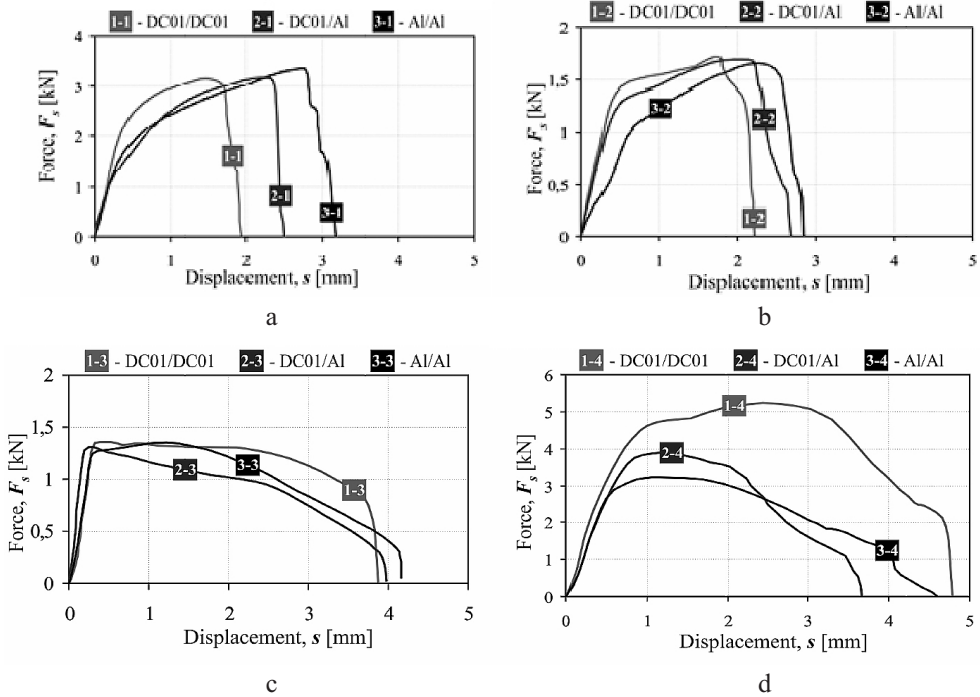 1-1 - DC01/DC01 2-1 - DC01/Al 3-1 - Al/Al
4
3
2
1
0
Force, Fs [kN]
1-1
2-1
3-1
0 1 2 3 4 5
Displacement, s [mm]
a
1-2 - DC01/DC01 2-2 - DC01/Al 3-2 - Al/Al
2
1,5
1
0,5
0
Force, Fs [kN]
3-2
2-2
1-2
0 1 2 3 4 5
Displacement, s [mm]
b
1-3 - DC01/DC01 2-3 - DC01/Al 3-3 - Al/Al
2
1,5
1
0,5
0
Force, Fs [kN]
2-3
3-3
1-3
0 1 2 3 4 5
Displacement, s [mm]
c
1-4 - DC01/DC01 2-4 - DC01/Al 3-4 - Al/Al
6
5
4
3
2
1
0
Force, Fs [kN]
1-4
2-4
3-4
0 1 2 3 4 5
Displacement, s [mm]
d